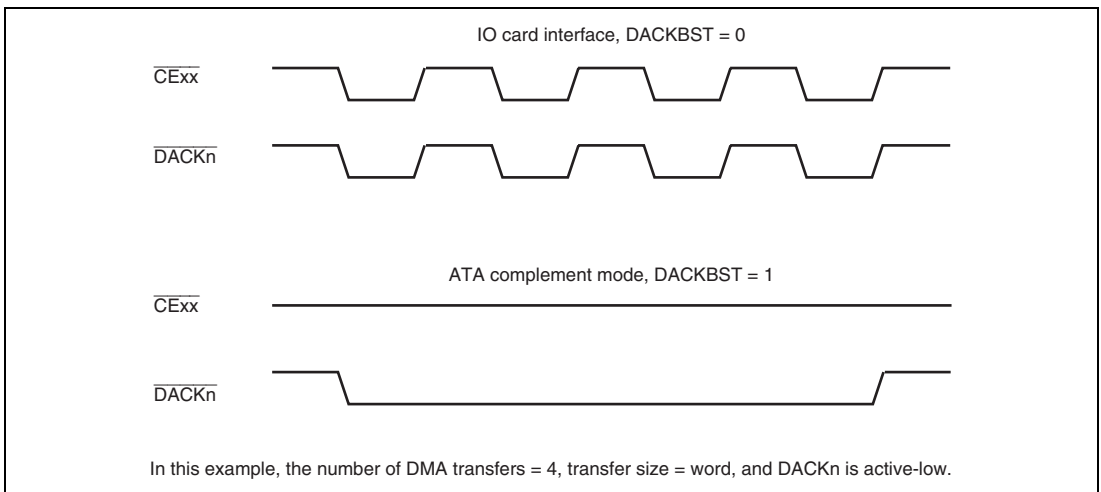 IO card interface, DACKBST = 0
CExx
DACKn
ATA complement mode, DACKBST = 1
CExx
DACKn
In this example, the number of DMA transfers = 4, transfer size = word, and DACKn is active-low.